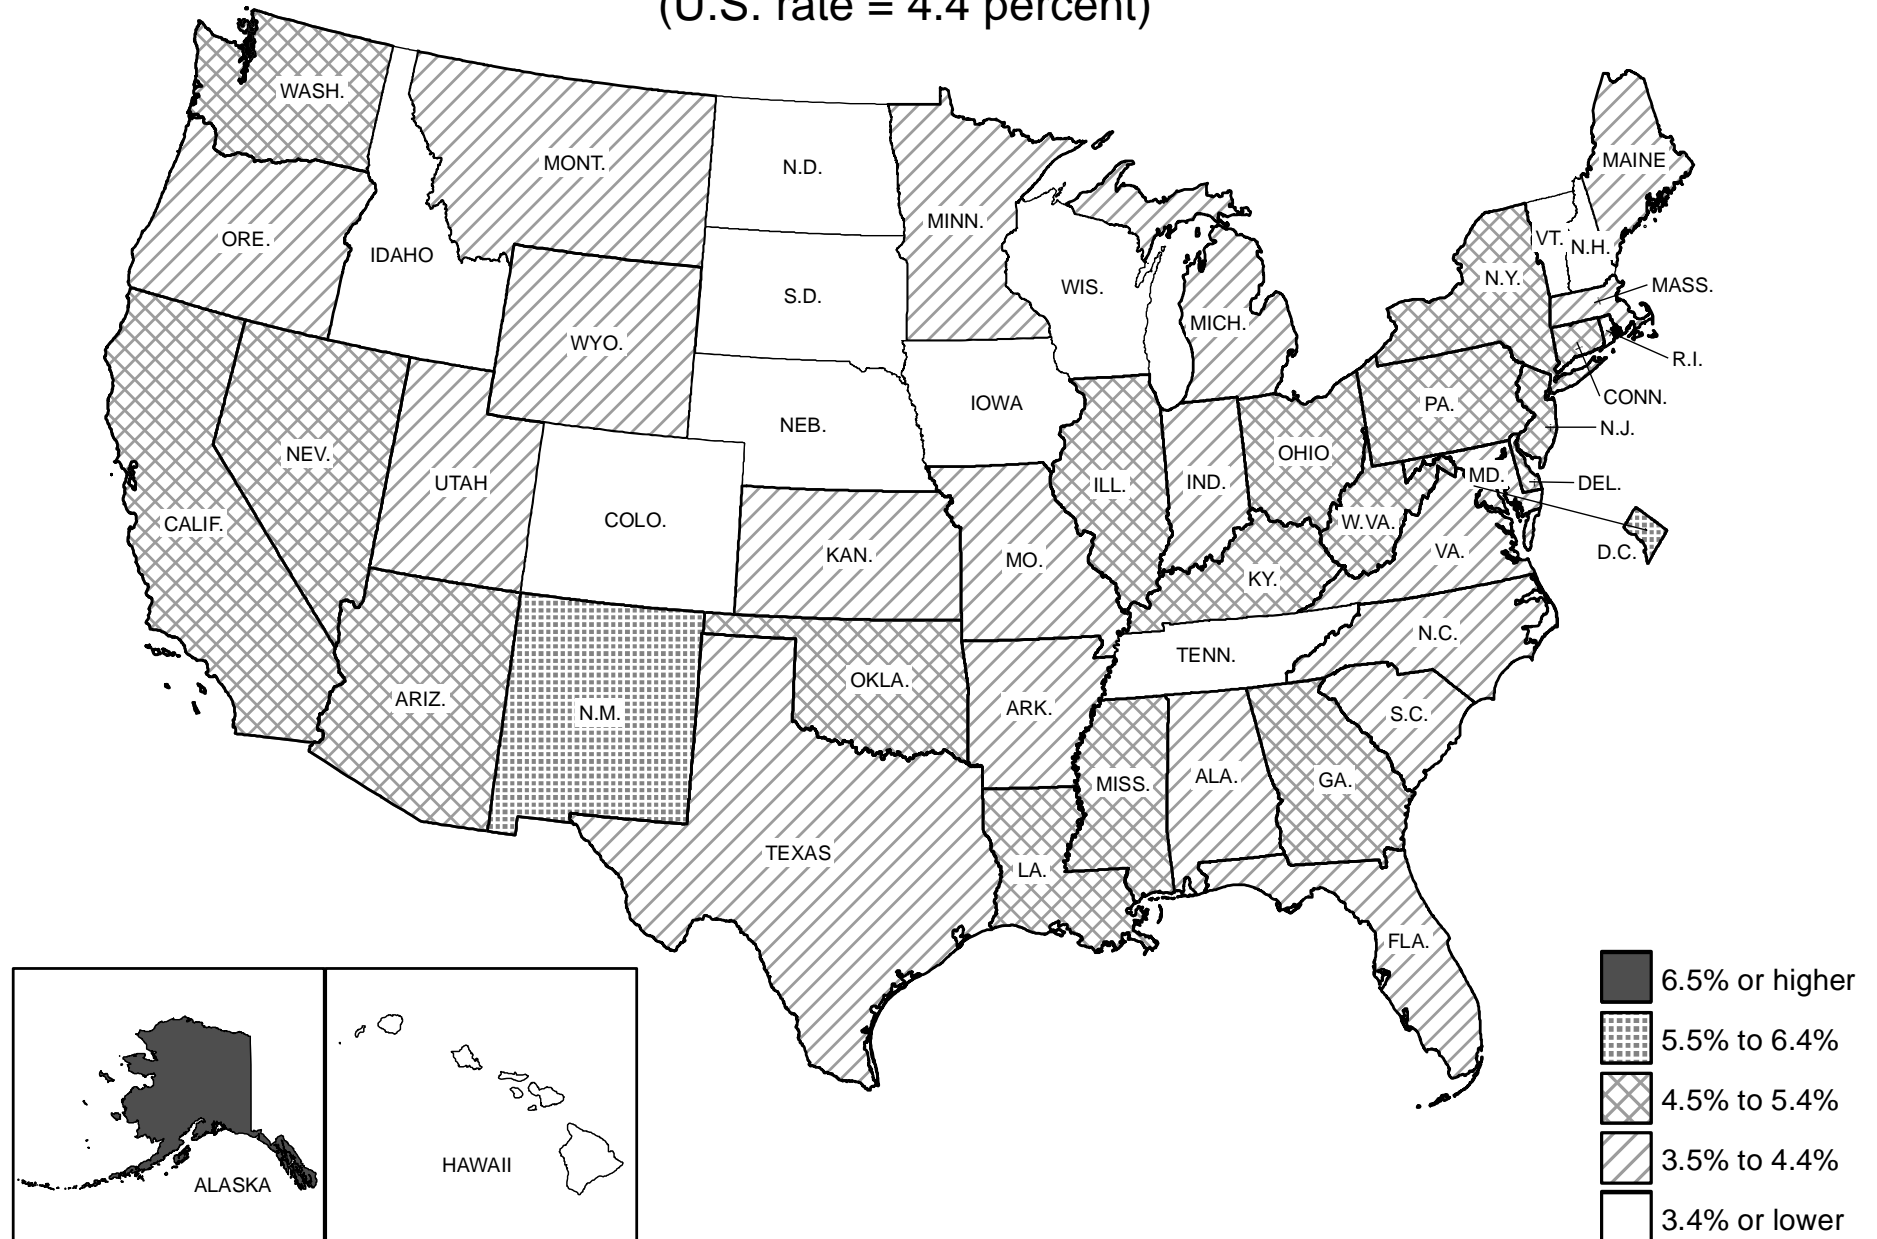 (U.S. rate = 4.4 percent)
WASH.
MONT.
N.D.
MINN.
MAINE
ORE.
IDAHO
VT.
N.H.
N.Y.
WIS.
S.D.
MASS.
MICH.
WYO.
R.I.
CONN.
IOWA
PA.
NEB.
N.J.
NEV.
OHIO
UTAH
ILL.
IND.
MD.
DEL.
CALIF.
COLO.
W.VA.
KAN.
MO.
VA.
D.C.
KY.
N.C.
TENN.
OKLA.
ARIZ.
N.M.
ARK.
S.C.
MISS.
ALA.
GA.
TEXAS
LA.
FLA.
ALASKA
HAWAII
6.5% or higher
5.5% to 6.4%
4.5% to 5.4%
3.5% to 4.4%
3.4% or lower